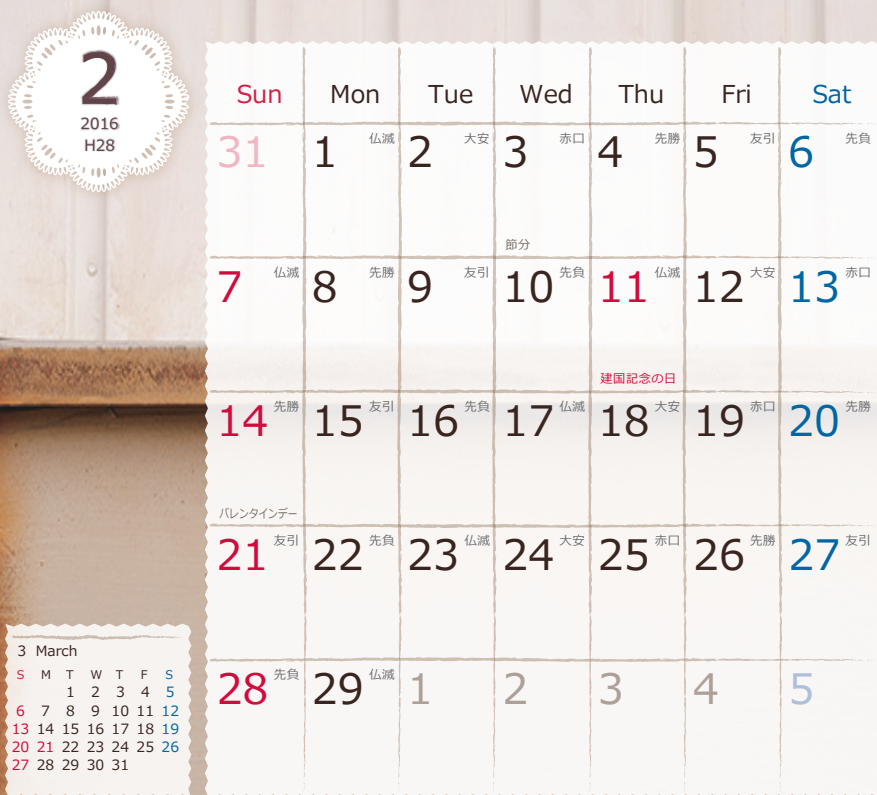 2
2016
H28
Sun Mon Tue Wed Thu Fri Sat
31 1 仏滅 2 大安 3 赤口 4 先勝 5 友引 6 先負
節分
7 仏滅 8 先勝 9 友引 10 先負 11 仏滅 12 大安 13 赤口
建国記念の日
14 先勝 15 友引 16 先負 17 仏滅 18 大安 19 赤口 20 先勝
バレンタインデー
21 友引 22 先負 23 仏滅 24 大安 25 赤口 26 先勝 27 友引
28 先負 29 仏滅 1 2 3 4 5
3 March
S M T W T F S
1 2 3 4 5
6 7 8 9 10 11 12
13 14 15 16 17 18 19
20 21 22 23 24 25 26
27 28 29 30 31